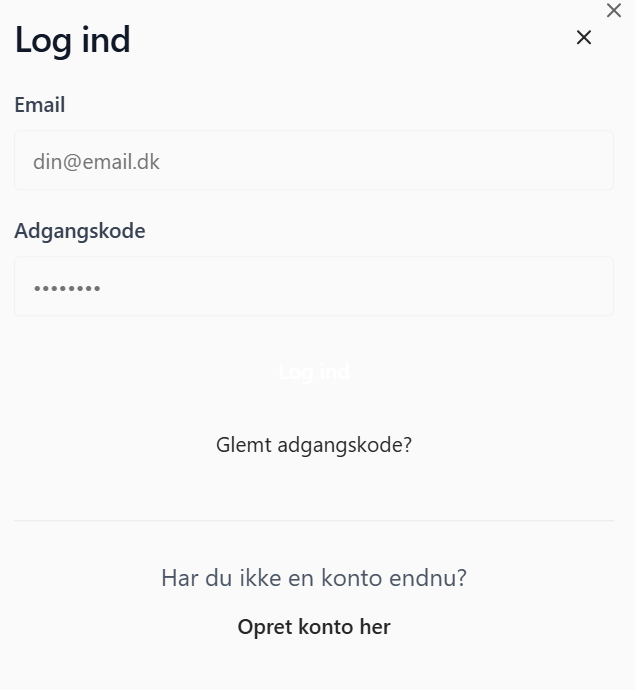 Log ind
Email
din@email.dk
Adgangskode
••••••••
Log ind
Glemt adgangskode?
Har du ikke en konto endnu?
Opret konto her